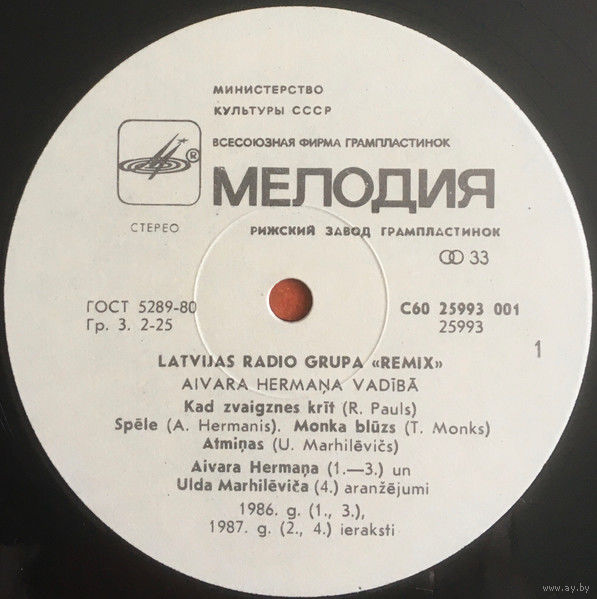 МИНИСТЕРСТВО
КУЛЬТУРЫ СССР
ВСЕСОЮЗНАЯ ФИРМА ГРАМПЛАСТИНОК
®
МЕЛОДИЯ
СТЕРЕО
РИЖСКИЙ ЗАВОД ГРАМПЛАСТИНОК
33
ГОСТ 5289-80
Гр. 3. 2-25
С60 25993 001
25993
1
LATVIJAS RADIO GRUPA «REMIX»
AIVARA HERMAŅA VADĪBĀ
Kad zvaigznes krīt (R. Pauls)
Spēle (A. Hermanis). Monka blūzs (T. Monks)
Atmiņas (U. Marhilēvičs)
Aivara Hermaņa (1.—3.) un
Ulda Marhilēviča (4.) aranžējumi
1986. g. (1., 3.),
1987. g. (2., 4.) ieraksti
www.ay.by